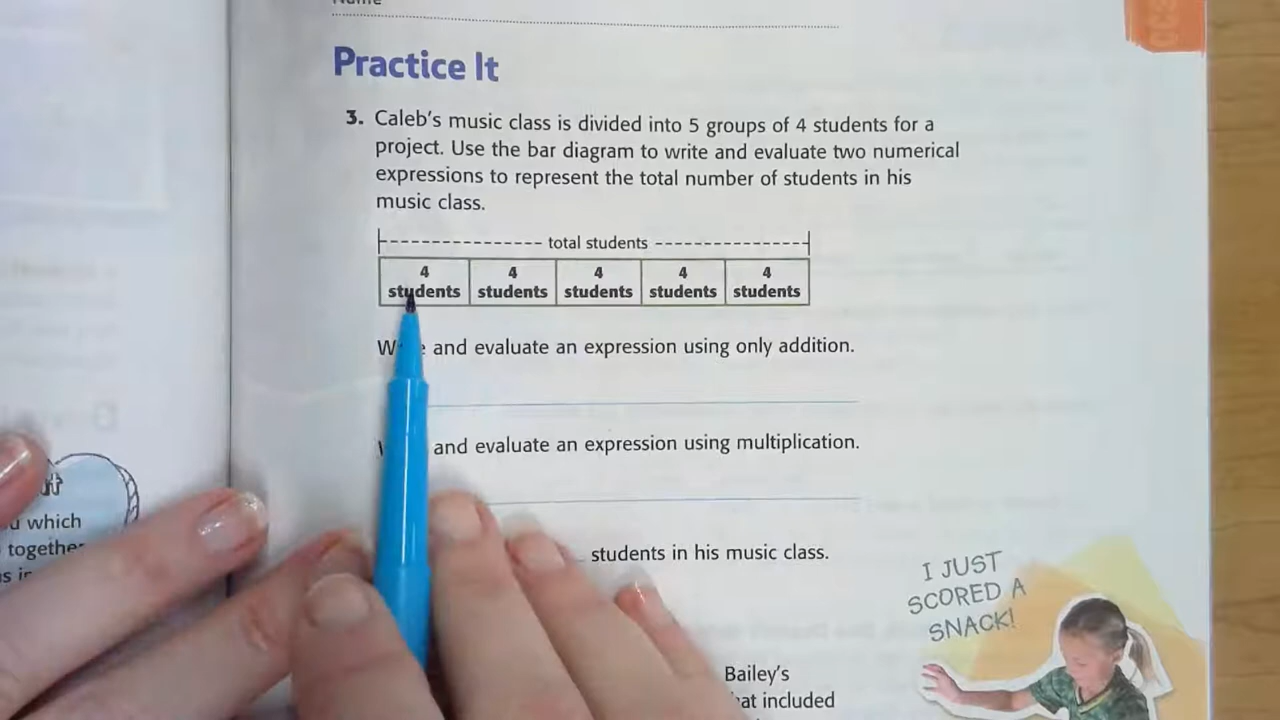 Name
Practice It
3. Caleb's music class is divided into 5 groups of 4 students for a
project. Use the bar diagram to write and evaluate two numerical
expressions to represent the total number of students in his
music class.
total students
4 4 4 4 4
students students students students students
and evaluate an expression using only addition.
and evaluate an expression using multiplication.
students in his music class.
I JUST
SCORED A
SNACK!
which
together
Bailey's
included